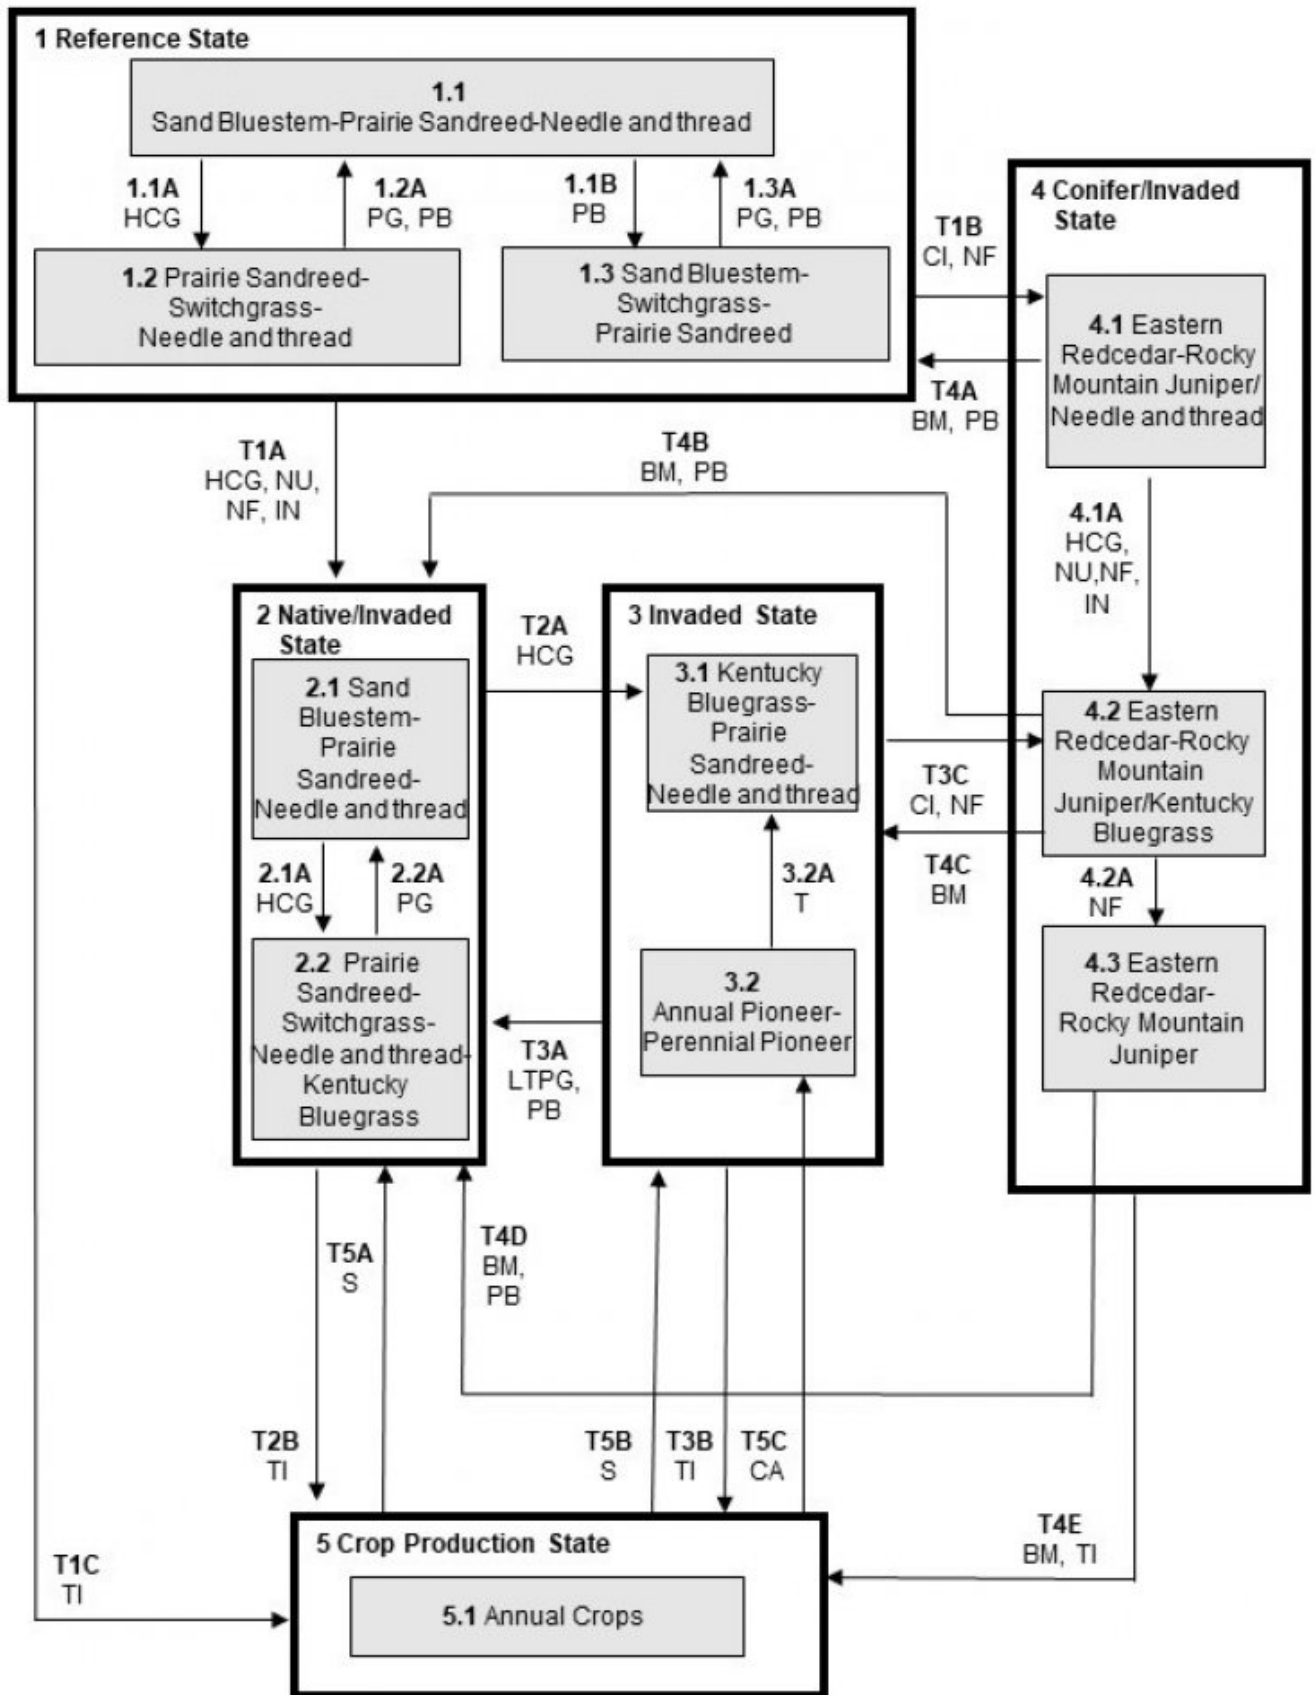 1 Reference State
1.1
Sand Bluestem-Prairie Sandreed-Needle and thread
1.1A
HCG
1.2A
PG, PB
1.1B
PB
1.3A
PG, PB
1.2 Prairie Sandreed-
Switchgrass-
Needle and thread
1.3 Sand Bluestem-
Switchgrass-
Prairie Sandreed
T1B
CI, NF
T4A
BM, PB
4 Conifer/Invaded
State
4.1 Eastern
Redcedar-Rocky
Mountain Juniper/
Needle and thread
T1A
HCG, NU,
NF, IN
T4B
BM, PB
4.1A
HCG,
NU,NF,
IN
2 Native/Invaded
State
2.1 Sand
Bluestem-
Prairie
Sandreed-
Needle and thread
2.1A
HCG
2.2A
PG
2.2 Prairie
Sandreed-
Switchgrass-
Needle and thread-
Kentucky
Bluegrass
T2A
HCG
3 Invaded State
3.1 Kentucky
Bluegrass-
Prairie
Sandreed-
Needle and thread
3.2A
T
3.2
Annual Pioneer-
Perennial Pioneer
T3A
LTPG,
PB
T3C
CI, NF
T4C
BM
4.2 Eastern
Redcedar-Rocky
Mountain
Juniper/Kentucky
Bluegrass
4.2A
NF
4.3 Eastern
Redcedar-
Rocky Mountain
Juniper
T5A
S
T4D
BM,
PB
T2B
TI
T5B
S
T3B
TI
T5C
CA
T4E
BM, TI
T1C
TI
5 Crop Production State
5.1 Annual Crops